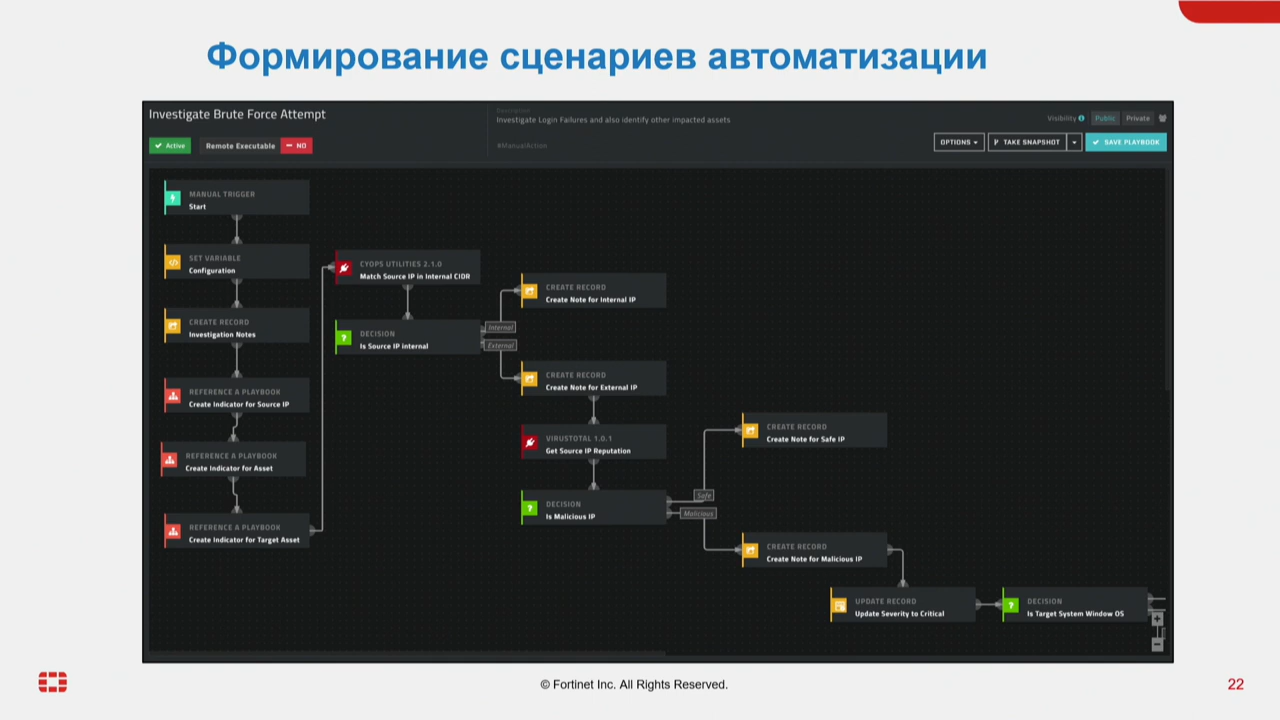 Формирование сценариев автоматизации
Investigate Brute Force Attempt
Description
Investigate Login Failures and also identify other impacted assets
#ManualAction
Visibility
Public
Private
Active
Remote Executable
NO
OPTIONS
TAKE SNAPSHOT
SAVE PLAYBOOK
MANUAL TRIGGER
Start
SET VARIABLE
Configuration
CREATE RECORD
Investigation Notes
REFERENCE A PLAYBOOK
Create Indicator for Source IP
REFERENCE A PLAYBOOK
Create Indicator for Asset
REFERENCE A PLAYBOOK
Create Indicator for Target Asset
CYOPS UTILITIES 2.1.0
Match Source IP in Internal CIDR
DECISION
Is Source IP internal
Internal
External
CREATE RECORD
Create Note for Internal IP
CREATE RECORD
Create Note for External IP
VIRUSTOTAL 1.0.1
Get Source IP Reputation
DECISION
Is Malicious IP
Safe
Malicious
CREATE RECORD
Create Note for Safe IP
CREATE RECORD
Create Note for Malicious IP
UPDATE RECORD
Update Severity to Critical
DECISION
Is Target System Window OS
© Fortinet Inc. All Rights Reserved.
22